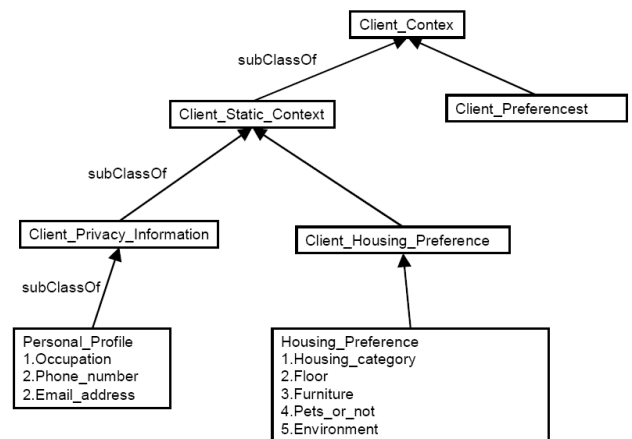 Client_Contex
subClassOf
Client_Preferencest
Client_Static_Context
subClassOf
Client_Privacy_Information
Client_Housing_Preference
subClassOf
Personal_Profile
1.Occupation
2.Phone_number
2.Email_address
Housing_Preference
1.Housing_category
2.Floor
3.Furniture
4.Pets_or_not
5.Environment